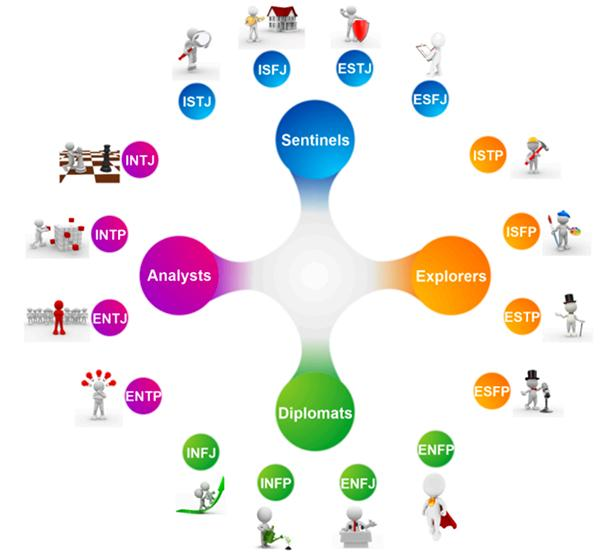 ISTJ
ISFJ
ESTJ
ESFJ
Sentinels
INTJ
INTP
ENTJ
ENTP
Analysts
Explorers
ISTP
ISFP
ESTP
ESFP
Diplomats
INFJ
INFP
ENFJ
ENFP